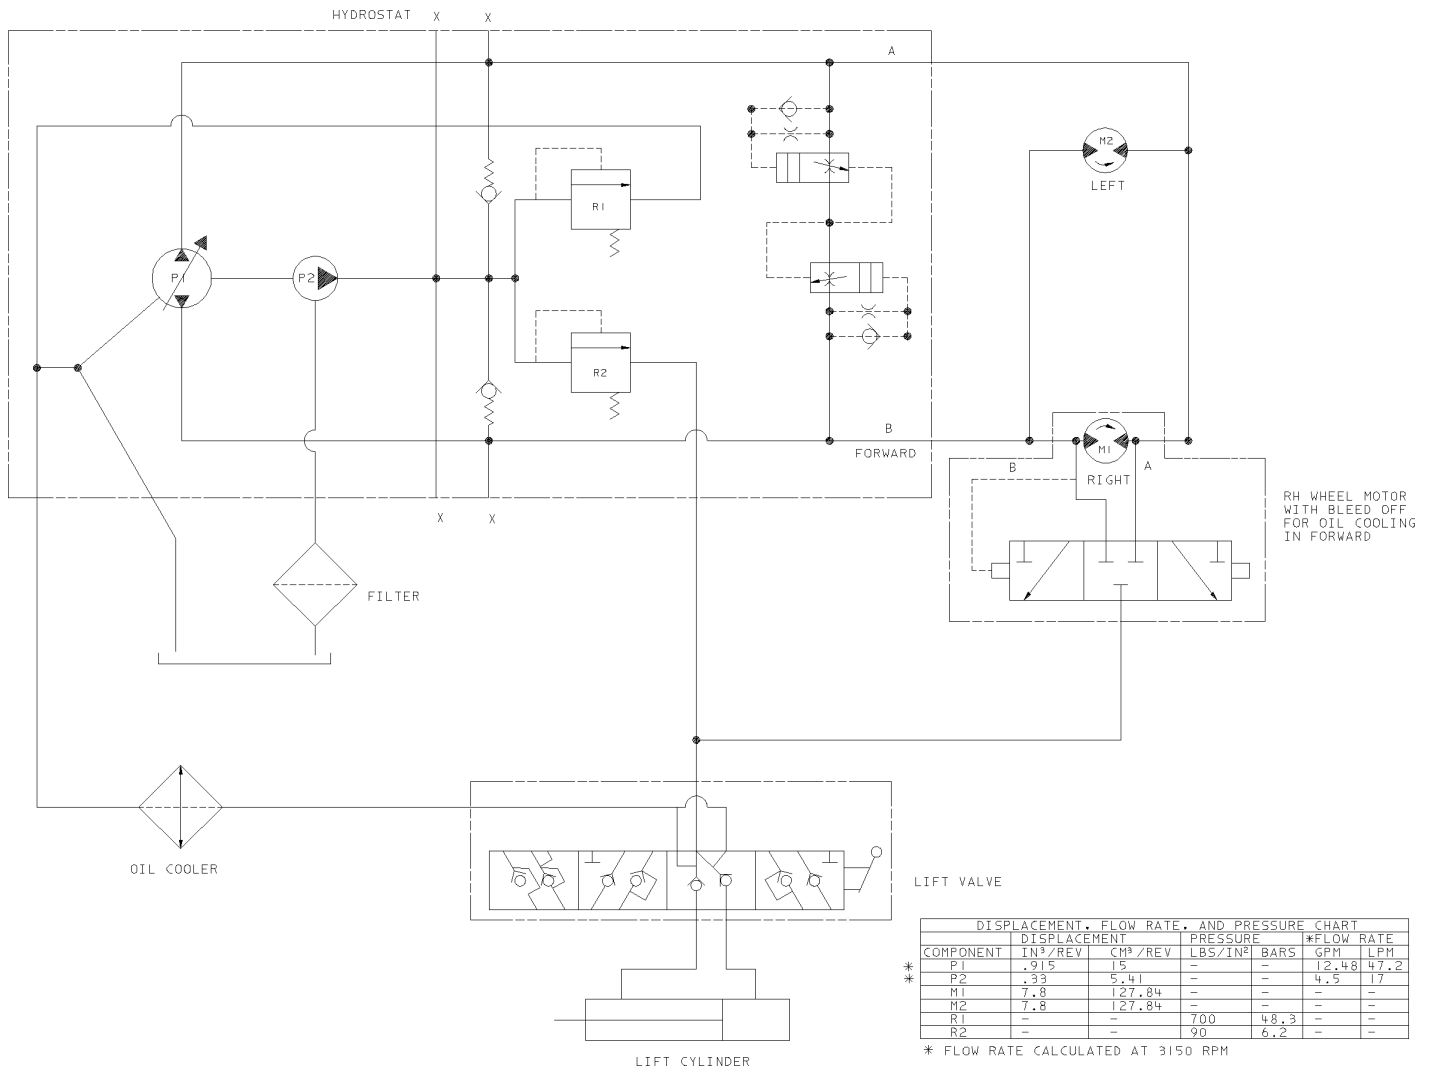 HYDROSTAT X X
A
M2
LEFT
R1
P1 P2
R2
B
FORWARD
M1
B A
RIGHT
X X
RH WHEEL MOTOR
WITH BLEED OFF
FOR OIL COOLING
IN FORWARD
FILTER
OIL COOLER
LIFT VALVE
LIFT CYLINDER
DISPLACEMENT, FLOW RATE, AND PRESSURE CHART
DISPLACEMENT PRESSURE *FLOW RATE
COMPONENT IN³/REV CM³/REV LBS/IN² BARS GPM LPM
* P1 .915 15 - - 12.48 47.2
* P2 .33 5.41 - - 4.5 17
M1 7.8 127.84 - - - -
M2 7.8 127.84 - - - -
R1 - - 700 48.3 - -
R2 - - 90 6.2 - -
* FLOW RATE CALCULATED AT 3150 RPM